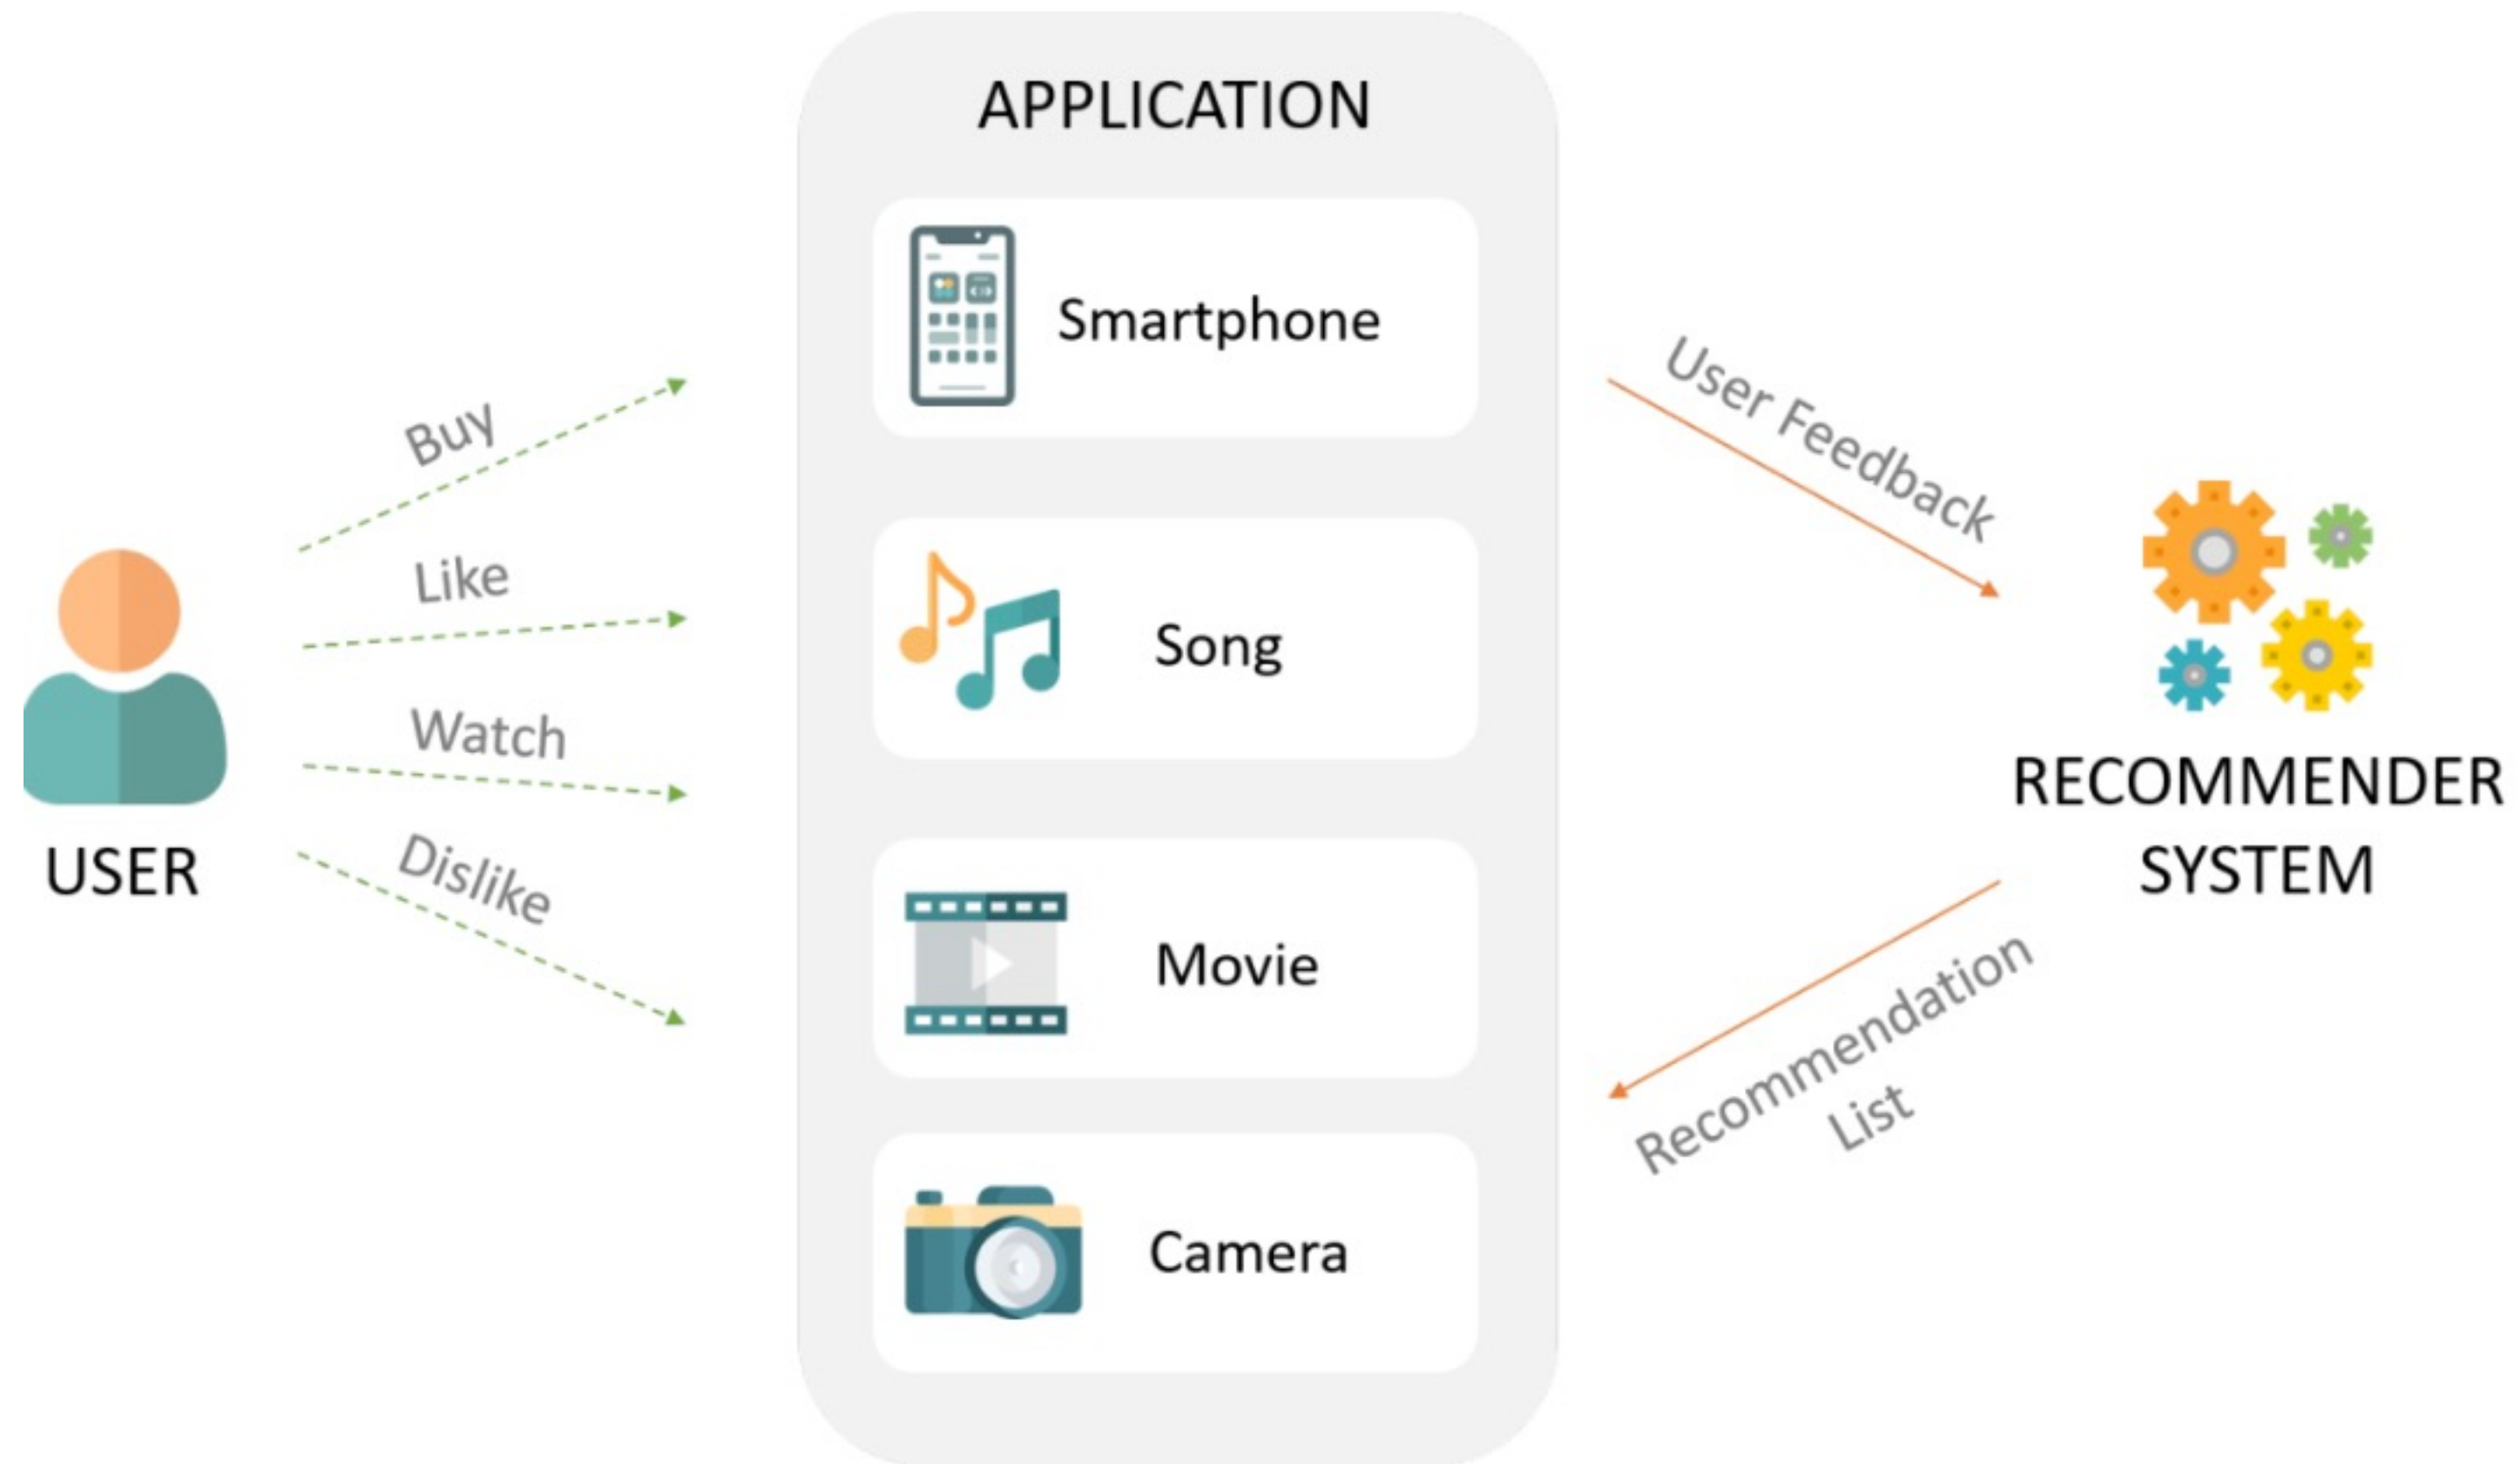 APPLICATION
Smartphone
Song
Movie
Camera
Buy
Like
Watch
Dislike
USER
User Feedback
RECOMMENDER
SYSTEM
Recommendation
List